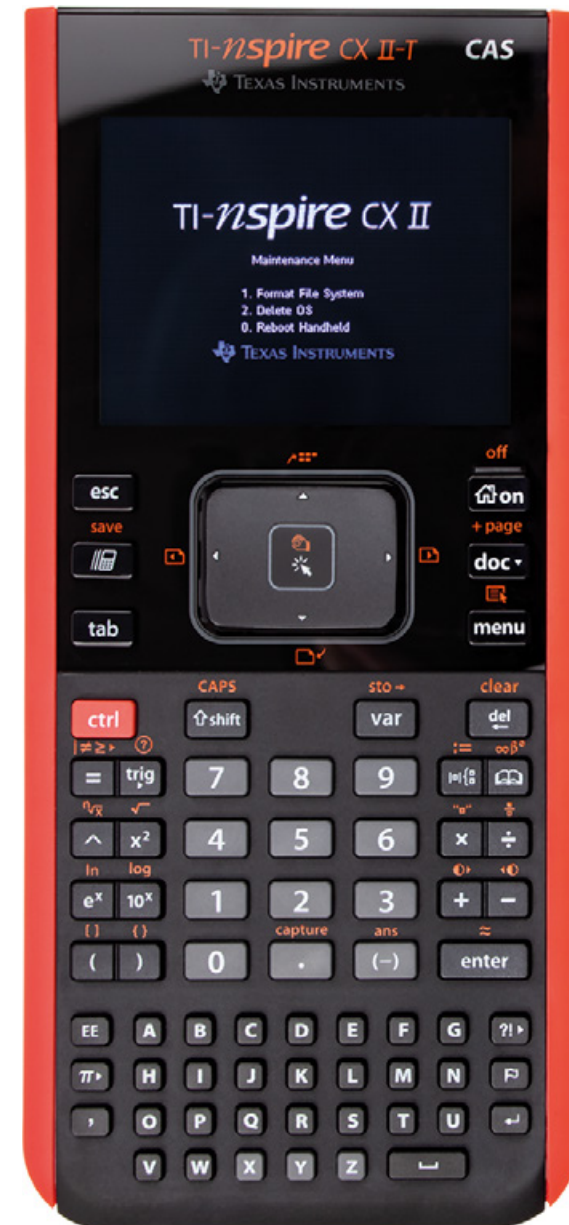 TI-nspire CX II-T CAS
TEXAS INSTRUMENTS
TI-nspire CX II
Maintenance Menu
1. Format File System
2. Delete OS
0. Reboot Handheld
TEXAS INSTRUMENTS
off
esc
on
save
+ page
doc
tab
menu
CAPS sto→ clear
ctrl shift var del
|≠≥▸ ? := ∞β°
= trig 7 8 9 |▫|{
ⁿ√x √ "▫"
^ x² 4 5 6 × ÷
ln log
eˣ 10ˣ 1 2 3 + −
[ ] { } capture ans ≈
( ) 0 . (−) enter
EE A B C D E F G ?!▸
π▸ H I J K L M N
, O P Q R S T U ↵
V W X Y Z